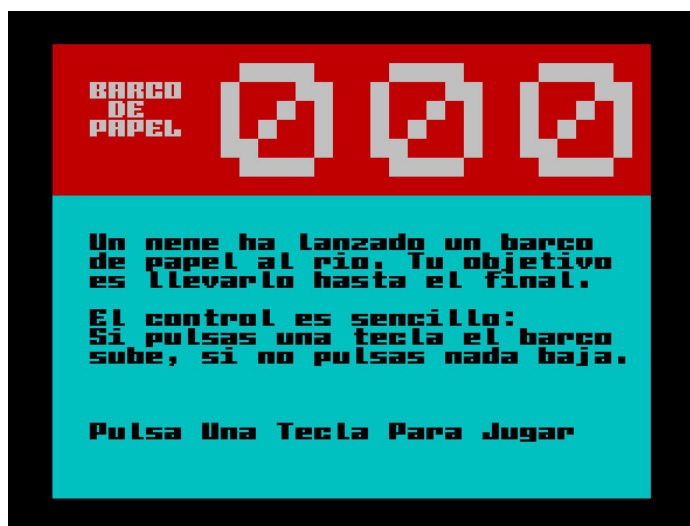 BARCO
DE
PAPEL
000
Un nene ha lanzado un barco
de papel al rio. Tu objetivo
es llevarlo hasta el final.
El control es sencillo:
Si pulsas una tecla el barco
sube, si no pulsas nada baja.
Pulsa Una Tecla Para Jugar